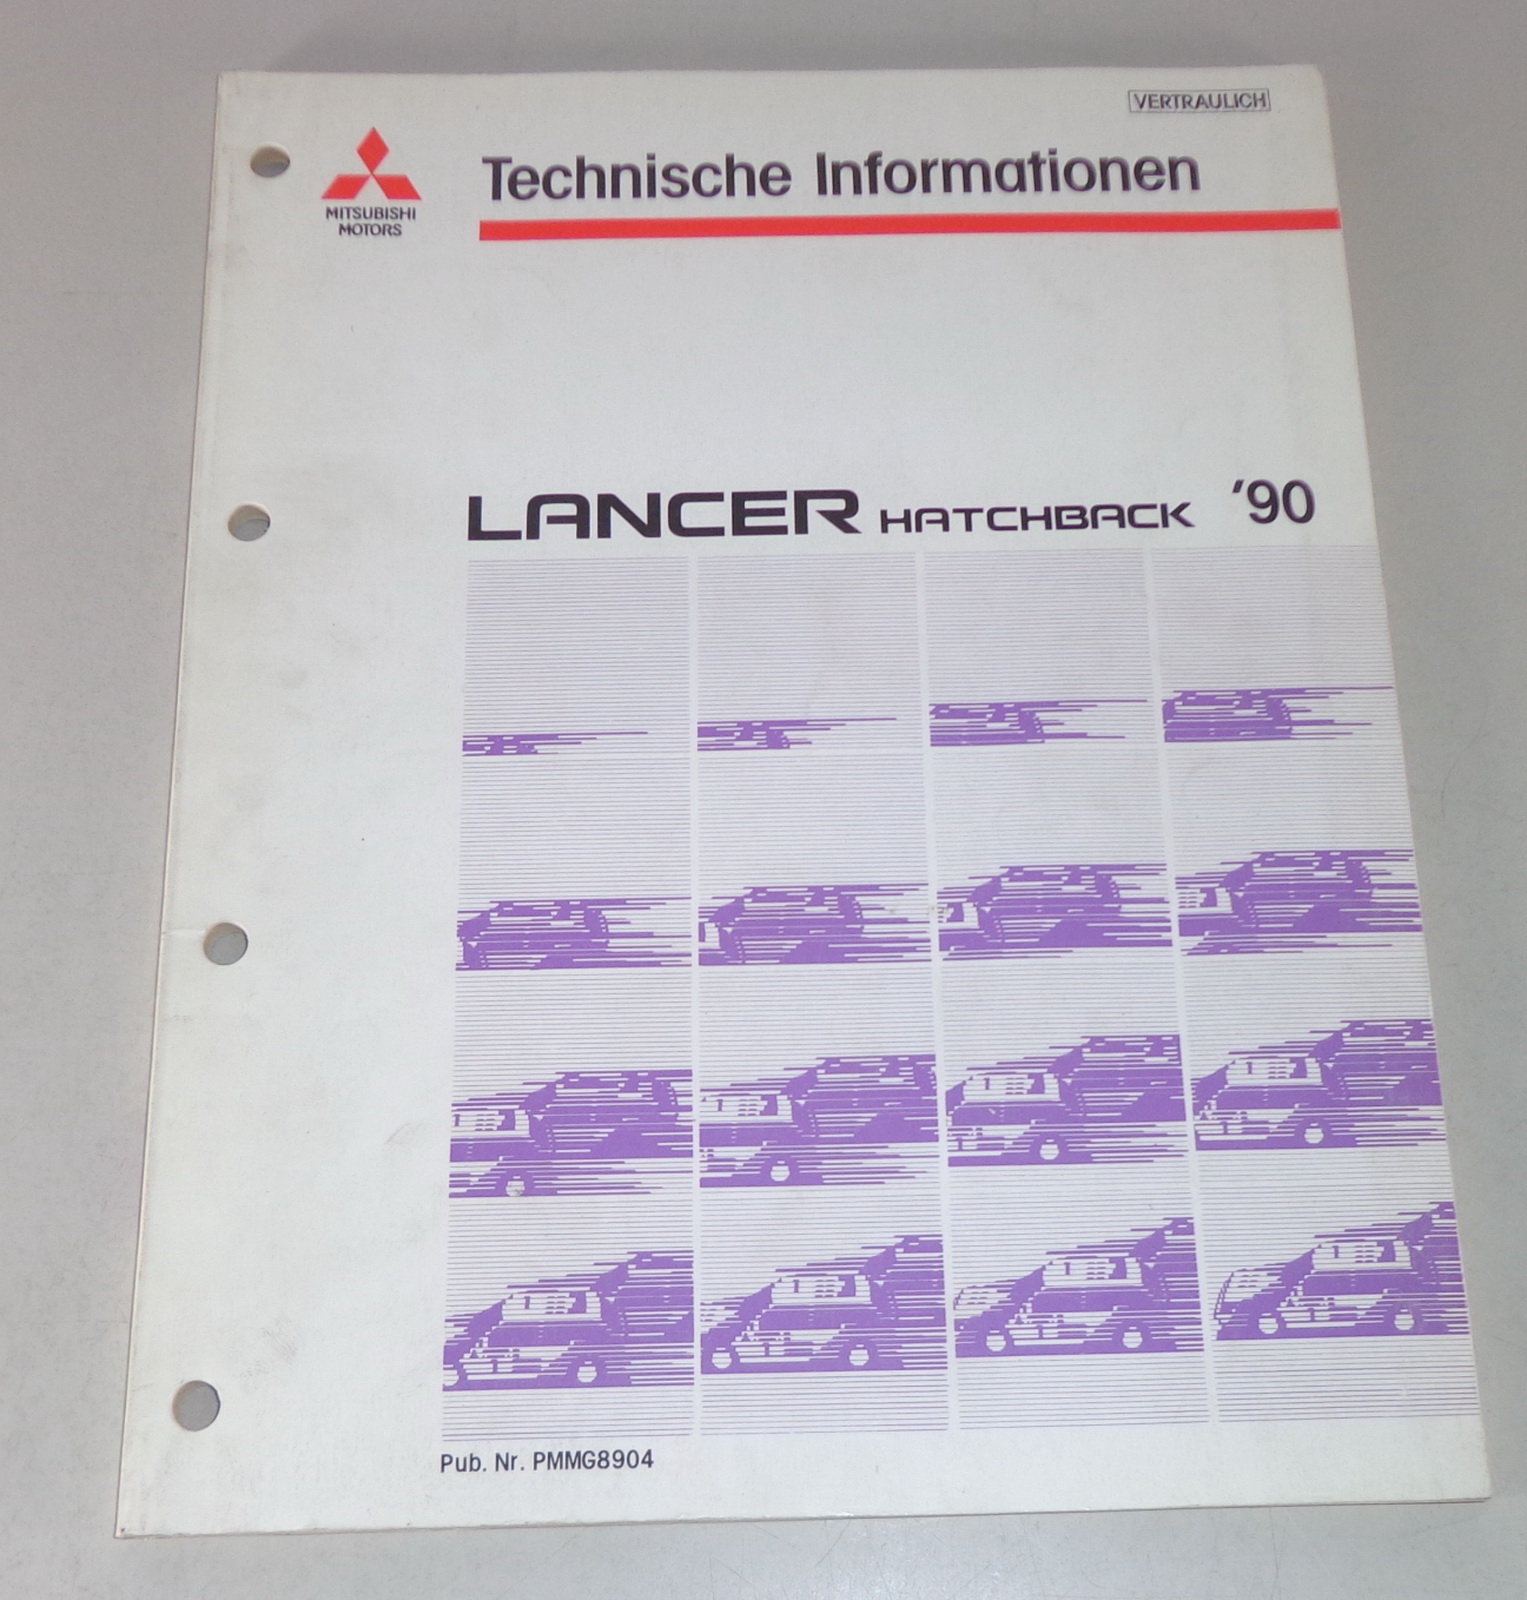 VERTRAULICH
Technische Informationen
MITSUBISHI
MOTORS
LANCER HATCHBACK '90
Pub. Nr. PMMG8904